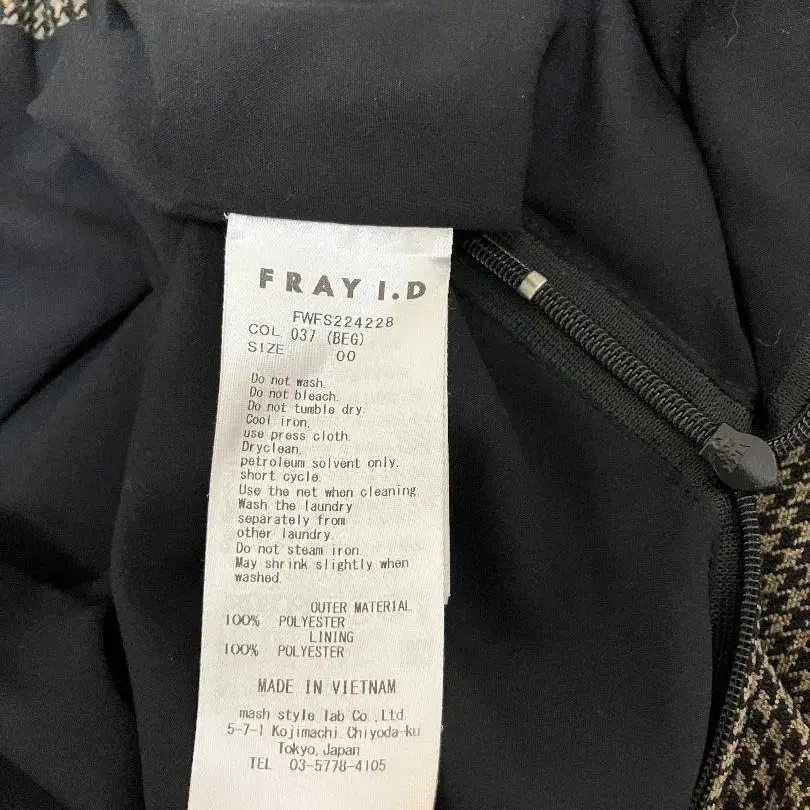 FRAY I.D
FWFS224228
COL 037 (BEG)
SIZE 00
Do not wash.
Do not bleach.
Do not tumble dry.
Cool iron,
use press cloth.
Dryclean,
petroleum solvent only.
short cycle.
Use the net when cleaning.
Wash the laundry
separately from
other laundry.
Do not steam iron.
May shrink slightly when
washed.
OUTER MATERIAL
100% POLYESTER
LINING
100% POLYESTER
MADE IN VIETNAM
mash style lab Co.,Ltd.
5-7-1 Kojimachi Chiyoda-ku
Tokyo,Japan
TEL 03-5778-4105